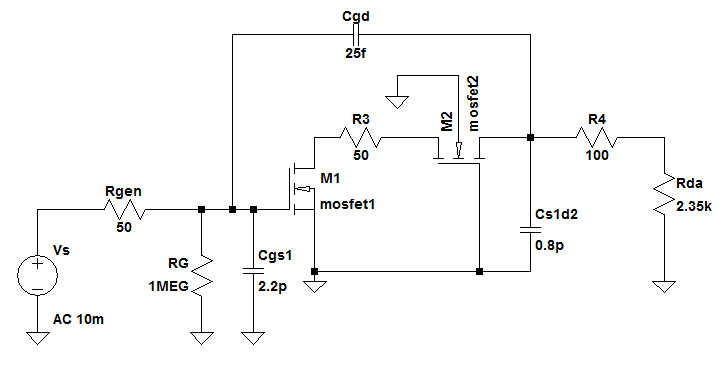 Cgd
25f
R3
50
M2
mosfet2
R4
100
Rda
2.35k
M1
mosfet1
Rgen
50
Cs1d2
0.8p
Vs
AC 10m
RG
1MEG
Cgs1
2.2p